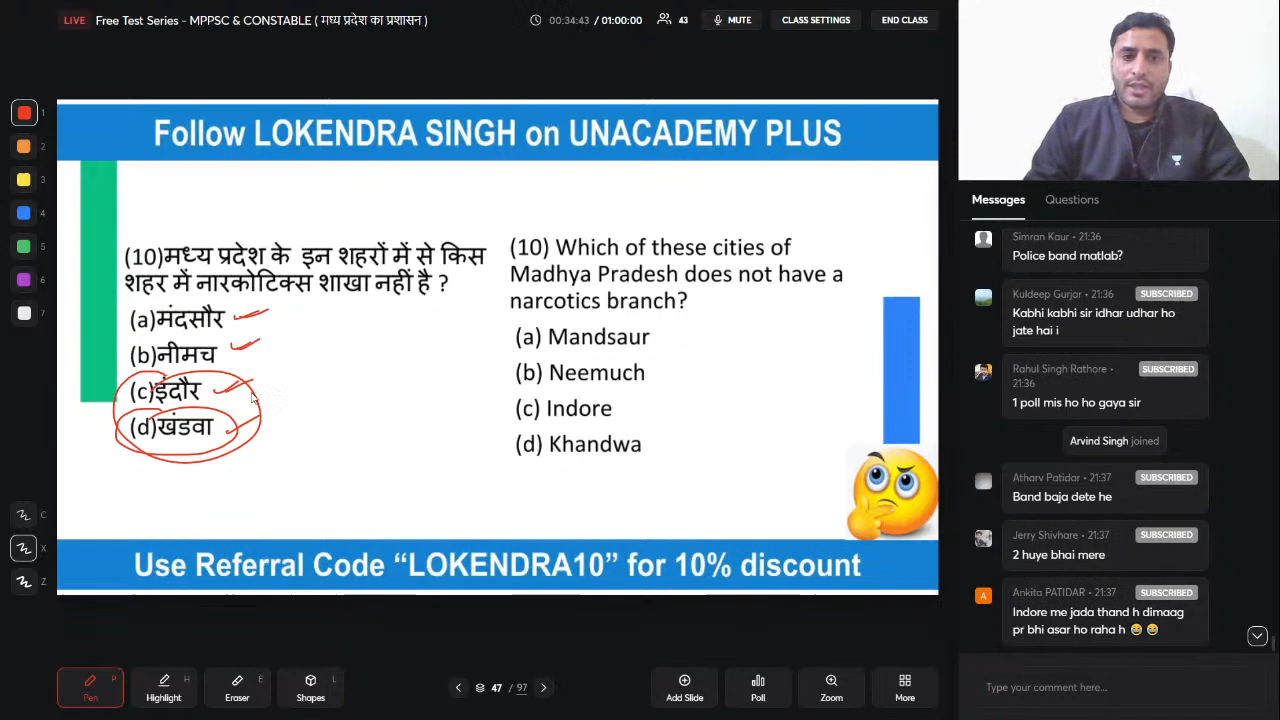 LIVE Free Test Series - MPPSC & CONSTABLE ( मध्य प्रदेश का प्रशासन )
00:34:43 / 01:00:00
43
MUTE
CLASS SETTINGS
END CLASS
1
2
3
4
5
6
7
C
X
Z
Follow LOKENDRA SINGH on UNACADEMY PLUS
(10)मध्य प्रदेश के इन शहरों में से किस
शहर में नारकोटिक्स शाखा नहीं है ?
(a)मंदसौर
(b)नीमच
(c)इंदौर
(d)खंडवा
(10) Which of these cities of
Madhya Pradesh does not have a
narcotics branch?
(a) Mandsaur
(b) Neemuch
(c) Indore
(d) Khandwa
Use Referral Code “LOKENDRA10” for 10% discount
Pen P
Highlight H
Eraser E
Shapes L
47 / 97
Add Slide
Poll
Zoom
More
Messages
Questions
Simran Kaur • 21:36
Police band matlab?
Kuldeep Gurjar • 21:36 SUBSCRIBED
Kabhi kabhi sir idhar udhar ho
jate hai i
Rahul Singh Rathore • SUBSCRIBED
21:36
1 poll mis ho ho gaya sir
Arvind Singh joined
Atharv Patidar • 21:37 SUBSCRIBED
Band baja dete he
Jerry Shivhare • 21:37 SUBSCRIBED
2 huye bhai mere
A
Ankita PATIDAR • 21:37 SUBSCRIBED
Indore me jada thand h dimaag
pr bhi asar ho raha h 😂 😂
Type your comment here...